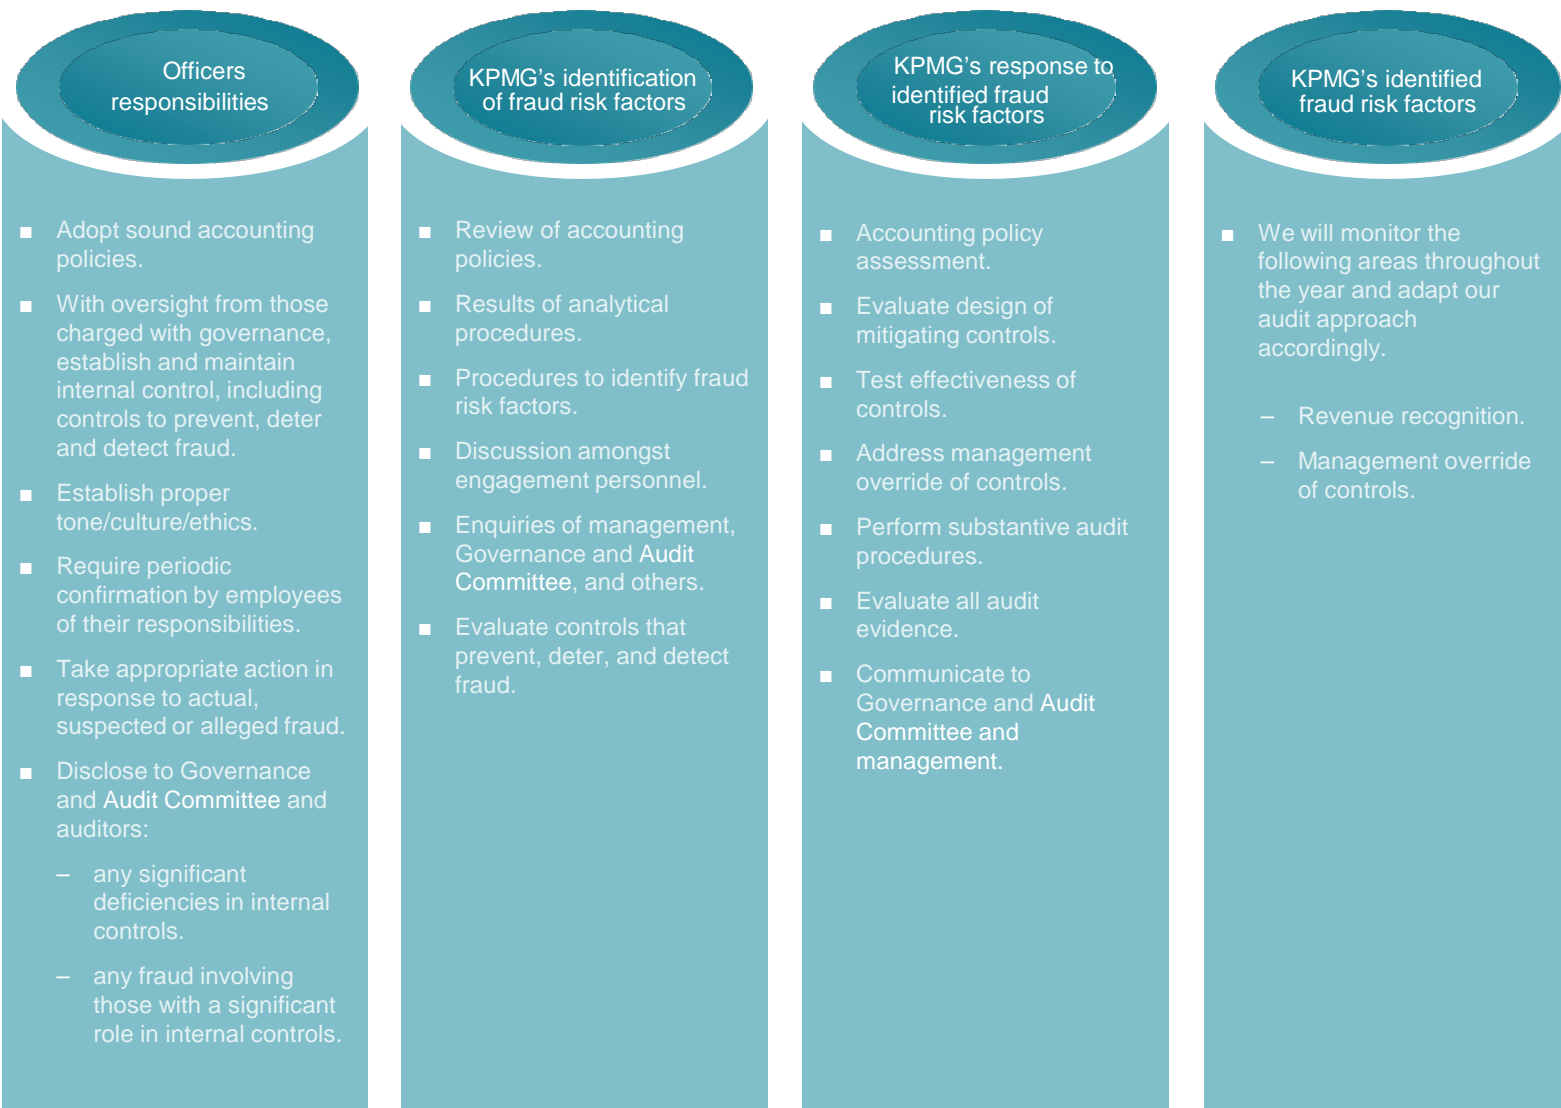 Officers
responsibilities
■ Adopt sound accounting
policies.
■ With oversight from those
charged with governance,
establish and maintain
internal control, including
controls to prevent, deter
and detect fraud.
■ Establish proper
tone/culture/ethics.
■ Require periodic
confirmation by employees
of their responsibilities.
■ Take appropriate action in
response to actual,
suspected or alleged fraud.
■ Disclose to Governance
and Audit Committee and
auditors:
– any significant
deficiencies in internal
controls.
– any fraud involving
those with a significant
role in internal controls.
KPMG’s identification
of fraud risk factors
■ Review of accounting
policies.
■ Results of analytical
procedures.
■ Procedures to identify fraud
risk factors.
■ Discussion amongst
engagement personnel.
■ Enquiries of management,
Governance and Audit
Committee, and others.
■ Evaluate controls that
prevent, deter, and detect
fraud.
KPMG’s response to
identified fraud
risk factors
■ Accounting policy
assessment.
■ Evaluate design of
mitigating controls.
■ Test effectiveness of
controls.
■ Address management
override of controls.
■ Perform substantive audit
procedures.
■ Evaluate all audit
evidence.
■ Communicate to
Governance and Audit
Committee and
management.
KPMG’s identified
fraud risk factors
■ We will monitor the
following areas throughout
the year and adapt our
audit approach
accordingly.
– Revenue recognition.
– Management override
of controls.